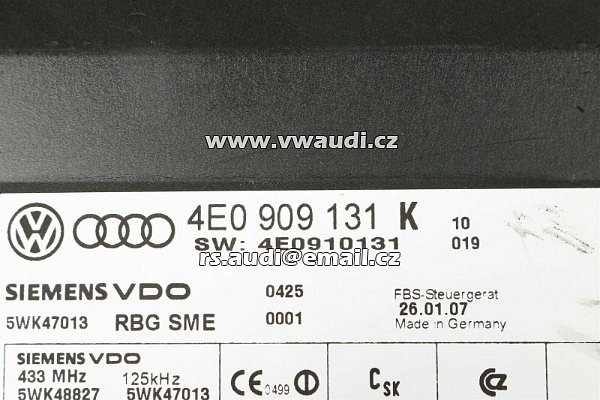 www.vwaudi.cz
4E0 909 131 K 10
SW: 4E0910131 019
rs.audi@email.cz
SIEMENS VDO 0425 FBS-Steuergerat
26.01.07
5WK47013 RBG SME 0001 Made in Germany
SIEMENS VDO
433 MHz 125kHz CE 0499 CSK
5WK48827 5WK47013